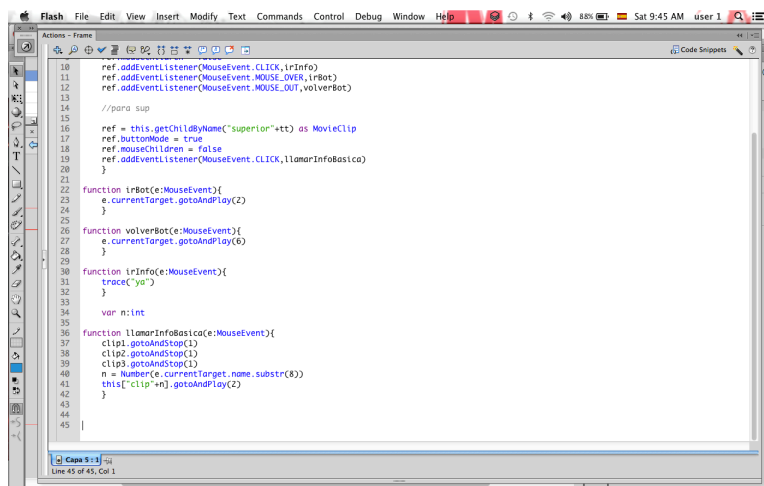 Flash File Edit View Insert Modify Text Commands Control Debug Window Help 88% Sat 9:45 AM user 1
Actions - Frame
Code Snippets
10 ref.addEventListener(MouseEvent.CLICK,irInfo)
11 ref.addEventListener(MouseEvent.MOUSE_OVER,irBot)
12 ref.addEventListener(MouseEvent.MOUSE_OUT,volverBot)
13
14 //para sup
15
16 ref = this.getChildByName("superior"+tt) as MovieClip
17 ref.buttonMode = true
18 ref.mouseChildren = false
19 ref.addEventListener(MouseEvent.CLICK,llamarInfoBasica)
20 }
21
22 function irBot(e:MouseEvent){
23 e.currentTarget.gotoAndPlay(2)
24 }
25
26 function volverBot(e:MouseEvent){
27 e.currentTarget.gotoAndPlay(6)
28 }
29
30 function irInfo(e:MouseEvent){
31 trace("ya")
32 }
33
34 var n:int
35
36 function llamarInfoBasica(e:MouseEvent){
37 clip1.gotoAndStop(1)
38 clip2.gotoAndStop(1)
39 clip3.gotoAndStop(1)
40 n = Number(e.currentTarget.name.substr(8))
41 this["clip"+n].gotoAndPlay(2)
42 }
43
44
45
Capa 5 : 1
Line 45 of 45, Col 1